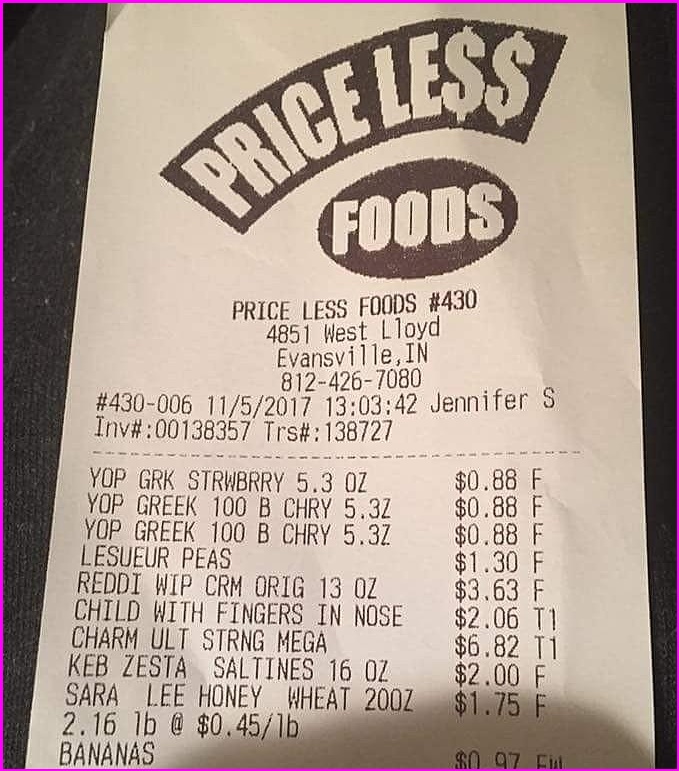 PRICE LE$$
FOODS
PRICE LESS FOODS #430
4851 West Lloyd
Evansville,IN
812-426-7080
#430-006 11/5/2017 13:03:42 Jennifer S
Inv#:00138357 Trs#:138727
YOP GRK STRWBRRY 5.3 OZ $0.88 F
YOP GREEK 100 B CHRY 5.3Z $0.88 F
YOP GREEK 100 B CHRY 5.3Z $0.88 F
LESUEUR PEAS $1.30 F
REDDI WIP CRM ORIG 13 OZ $3.63 F
CHILD WITH FINGERS IN NOSE $2.06 T1
CHARM ULT STRNG MEGA $6.82 T1
KEB ZESTA SALTINES 16 OZ $2.00 F
SARA LEE HONEY WHEAT 20OZ $1.75 F
2.16 lb @ $0.45/lb
BANANAS $0.97 FW